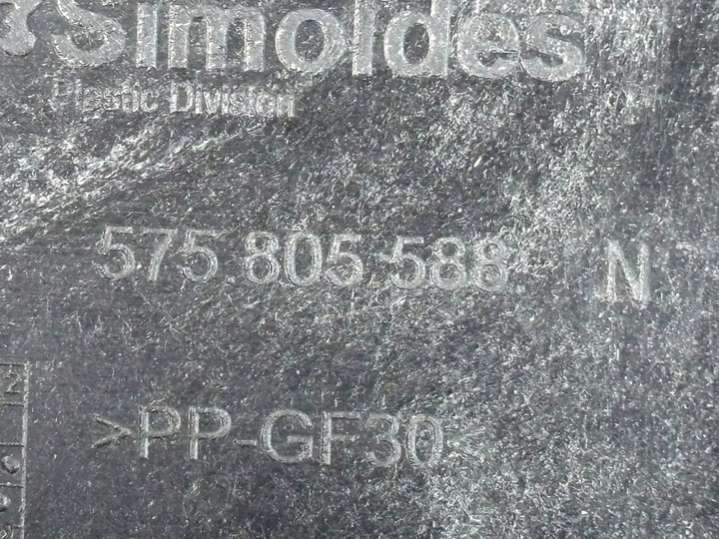 Simoldes
Plastic Division
575 805 588 N
>PP-GF30<